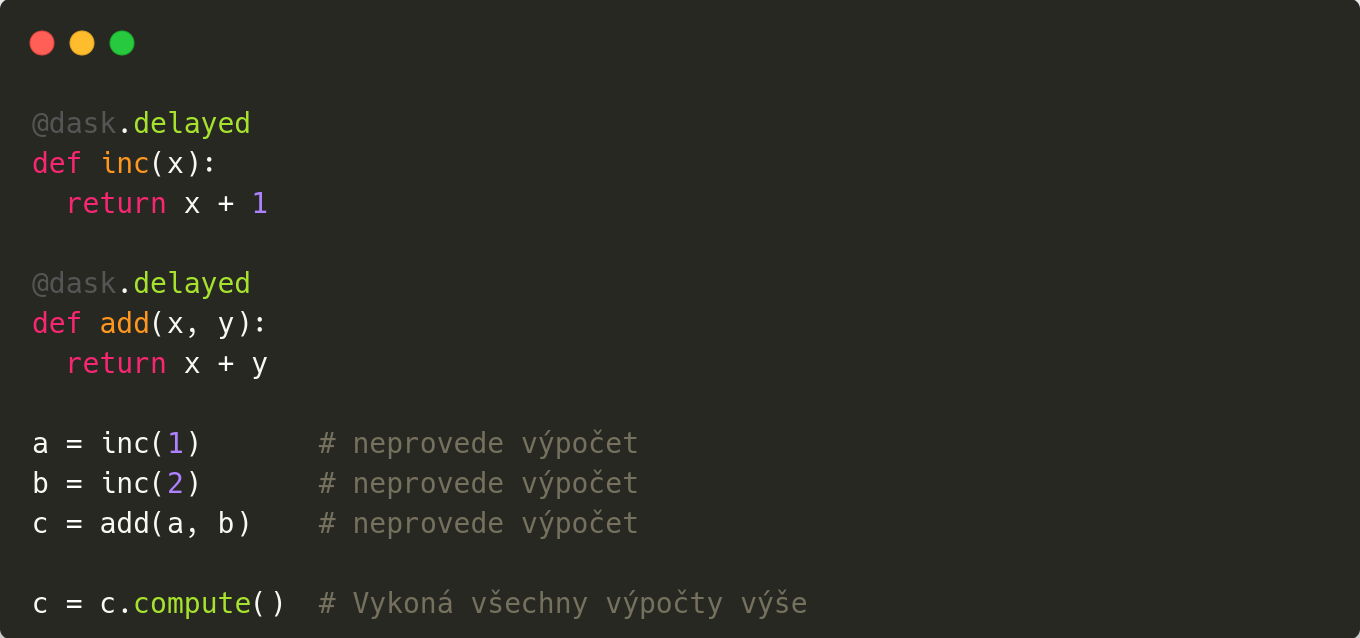 @dask.delayed
def inc(x):
  return x + 1

@dask.delayed
def add(x, y):
  return x + y

a = inc(1)       # neprovede výpočet
b = inc(2)       # neprovede výpočet
c = add(a, b)    # neprovede výpočet

c = c.compute()  # Vykoná všechny výpočty výše